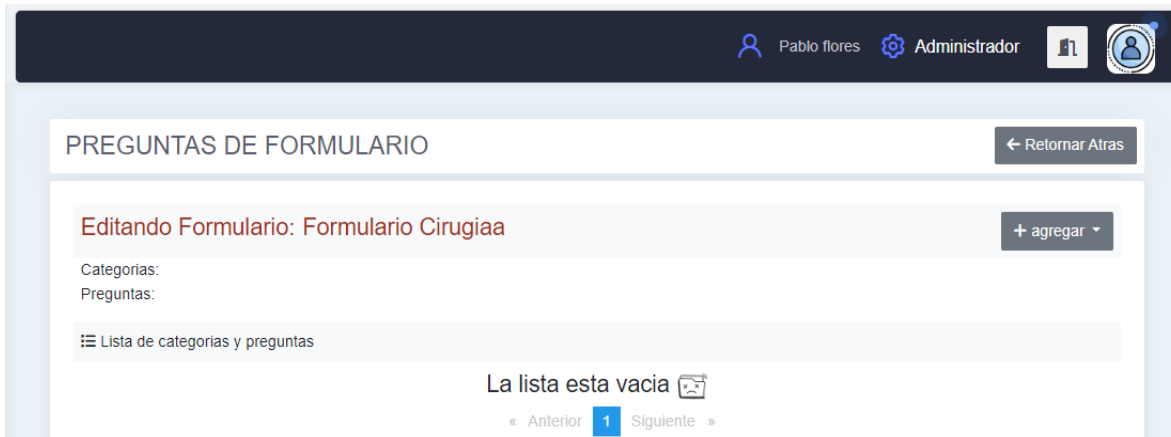 Pablo flores Administrador
PREGUNTAS DE FORMULARIO
← Retornar Atras
Editando Formulario: Formulario Cirugiaa
+ agregar
Categorias:
Preguntas:
Lista de categorias y preguntas
La lista esta vacia
« Anterior 1 Siguiente »